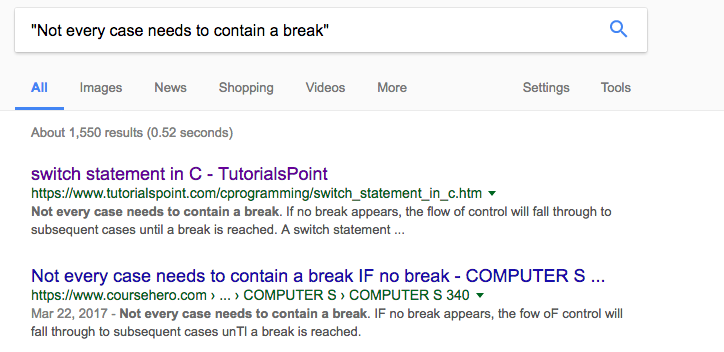 "Not every case needs to contain a break"
All Images News Shopping Videos More Settings Tools
About 1,550 results (0.52 seconds)
switch statement in C - TutorialsPoint
https://www.tutorialspoint.com/cprogramming/switch_statement_in_c.htm
Not every case needs to contain a break. If no break appears, the flow of control will fall through to
subsequent cases until a break is reached. A switch statement ...
Not every case needs to contain a break IF no break - COMPUTER S ...
https://www.coursehero.com › ... › COMPUTER S › COMPUTER S 340
Mar 22, 2017 - Not every case needs to contain a break. IF no break appears, the fow oF control will
fall through to subsequent cases unTl a break is reached.